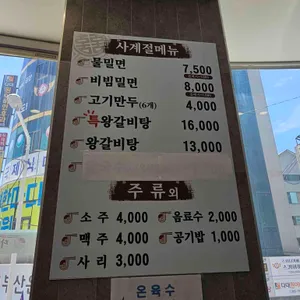 사계절메뉴
물밀면 7,500
비빔밀면 8,000
고기만두(6개) 4,000
특왕갈비탕 16,000
왕갈비탕 13,000
주류외
소주 4,000 음료수 2,000
맥주 4,000 공기밥 1,000
사리 3,000
온육수